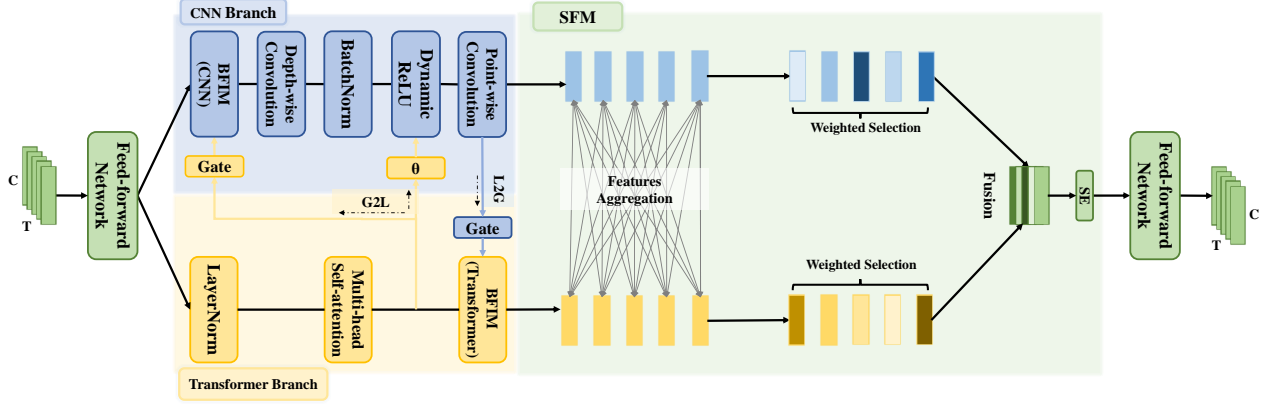 CNN Branch
SFM
BFIM
(CNN)
Depth-wise
Convolution
BatchNorm
Dynamic
ReLU
Point-wise
Convolution
Weighted Selection
Gate
θ
C
T
Feed-forward
Network
G2L
L2G
Gate
Features
Aggregation
Fusion
SE
Feed-forward
Network
C
T
LayerNorm
Multi-head
Self-attention
BFIM
(Transformer)
Weighted Selection
Transformer Branch